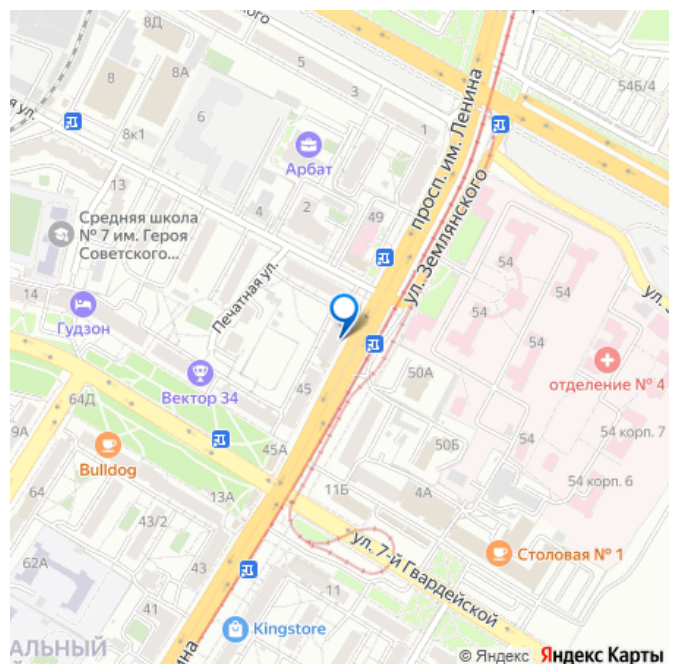 8Д
кого
5
54Б/4
8
8А
3
6
я ул.
8к1
1
Арбат
просп. им. Ленина
13
Средняя школа
№ 7 им. Героя
Советского...
4
2
49
ул. Землянского
54
54
54
54
14
Печатная ул.
ул.
Гудзон
отделение № 4
Вектор 34
45
50А
64Д
9А
45А
50Б
54 корп. 7
Bulldog
54 корп. 6
64
13А
11Б
4А
43/2
ул. 7-й Гвардейской
Столовая № 1
62А
43
11
41
Kingstore
АЛЬНЫЙ
ина
© Яндекс Яндекс Карты